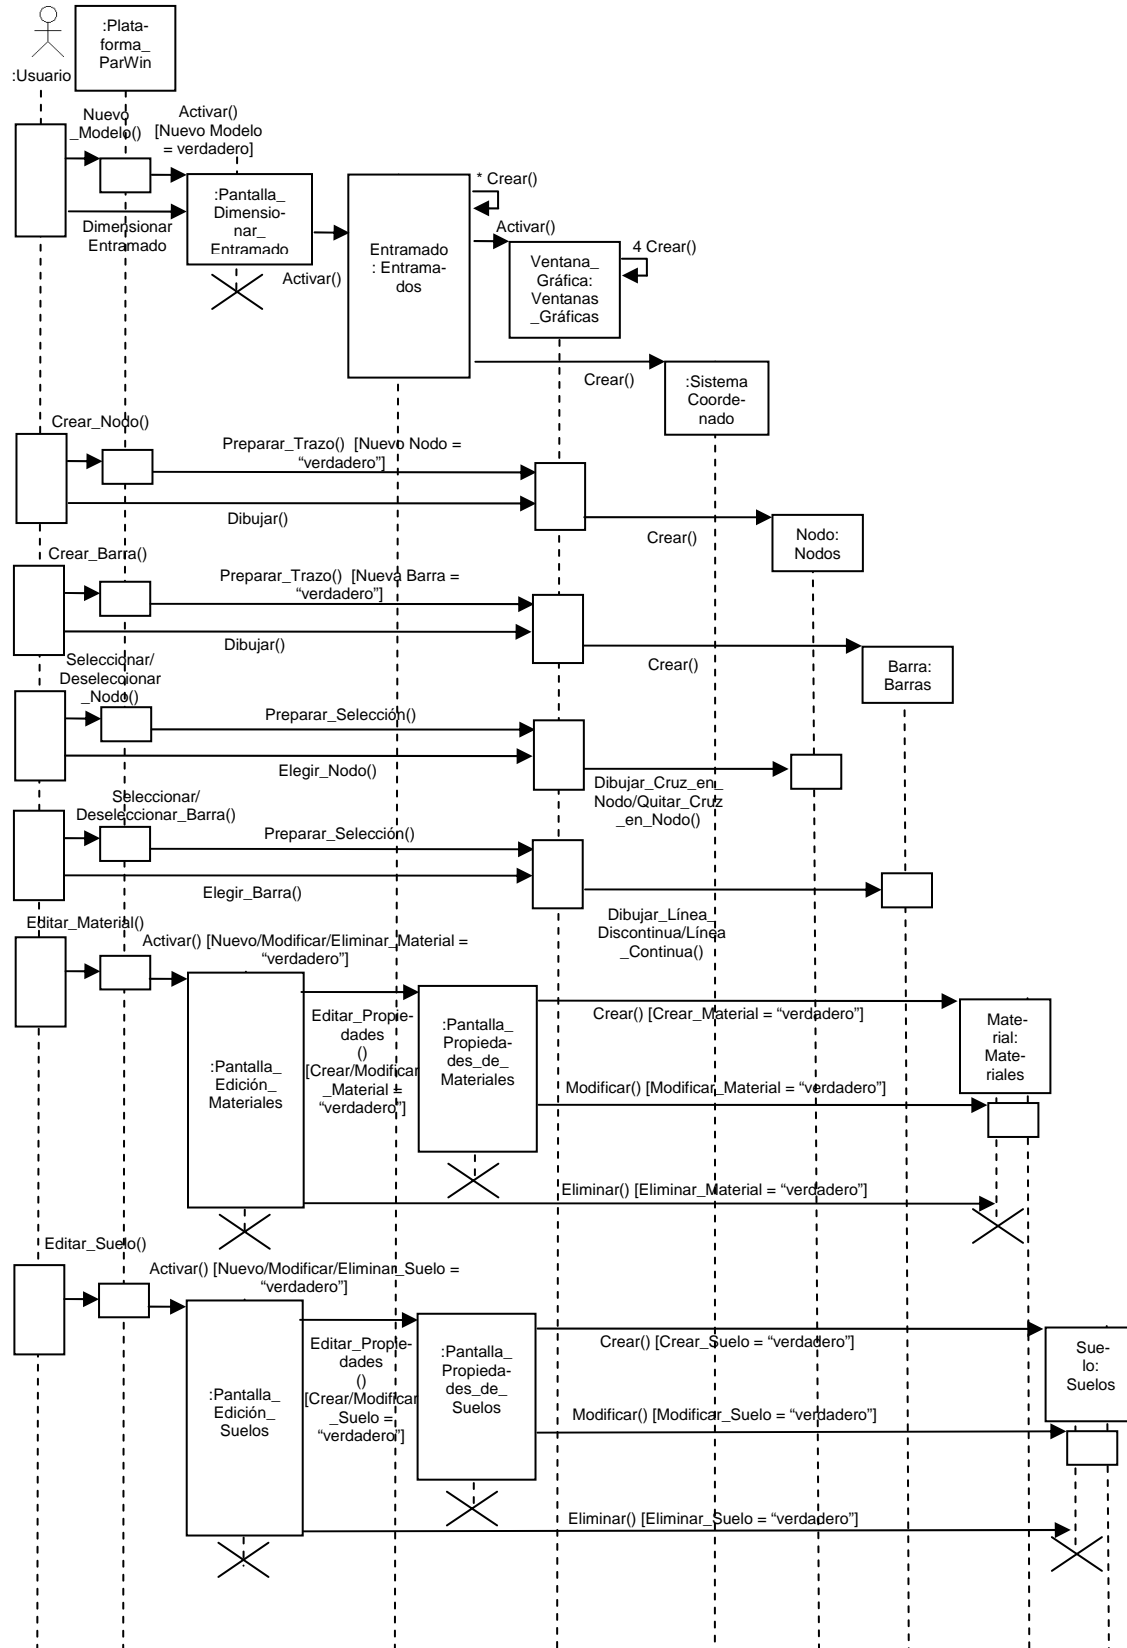 :Plata-
forma_
ParWin
:Usuario
Nuevo
_Modelo()
Activar()
[Nuevo Modelo
= verdadero]
:Pantalla_
Dimensio-
nar_
Entramado
Dimensionar
Entramado
Activar()
Entramado
: Entrama-
dos
* Crear()
Activar()
Ventana_
Gráfica:
Ventanas
_Gráficas
4 Crear()
Crear()
:Sistema
Coorde-
nado
Crear_Nodo()
Preparar_Trazo()  [Nuevo Nodo =
“verdadero”]
Dibujar()
Crear()
Nodo:
Nodos
Crear_Barra()
Preparar_Trazo()  [Nueva Barra =
“verdadero”]
Dibujar()
Crear()
Barra:
Barras
Seleccionar/
Deseleccionar
_Nodo()
Preparar_Selección()
Elegir_Nodo()
Dibujar_Cruz_en_
Nodo/Quitar_Cruz
_en_Nodo()
Seleccionar/
Deseleccionar_Barra()
Preparar_Selección()
Elegir_Barra()
Dibujar_Línea_
Discontinua/Línea
_Continua()
Editar_Material()
Activar() [Nuevo/Modificar/Eliminar_Material =
“verdadero”]
:Pantalla_
Edición_
Materiales
Editar_Propie-
dades
()
[Crear/Modificar
_Material =
“verdadero”]
:Pantalla_
Propieda-
des_de_
Materiales
Crear() [Crear_Material = “verdadero”]
Mate-
rial:
Mate-
riales
Modificar() [Modificar_Material = “verdadero”]
Eliminar() [Eliminar_Material = “verdadero”]
Editar_Suelo()
Activar() [Nuevo/Modificar/Eliminar_Suelo =
“verdadero”]
:Pantalla_
Edición_
Suelos
Editar_Propie-
dades
()
[Crear/Modificar
_Suelo =
“verdadero”]
:Pantalla_
Propieda-
des_de_
Suelos
Crear() [Crear_Suelo = “verdadero”]
Sue-
lo:
Suelos
Modificar() [Modificar_Suelo = “verdadero”]
Eliminar() [Eliminar_Suelo = “verdadero”]